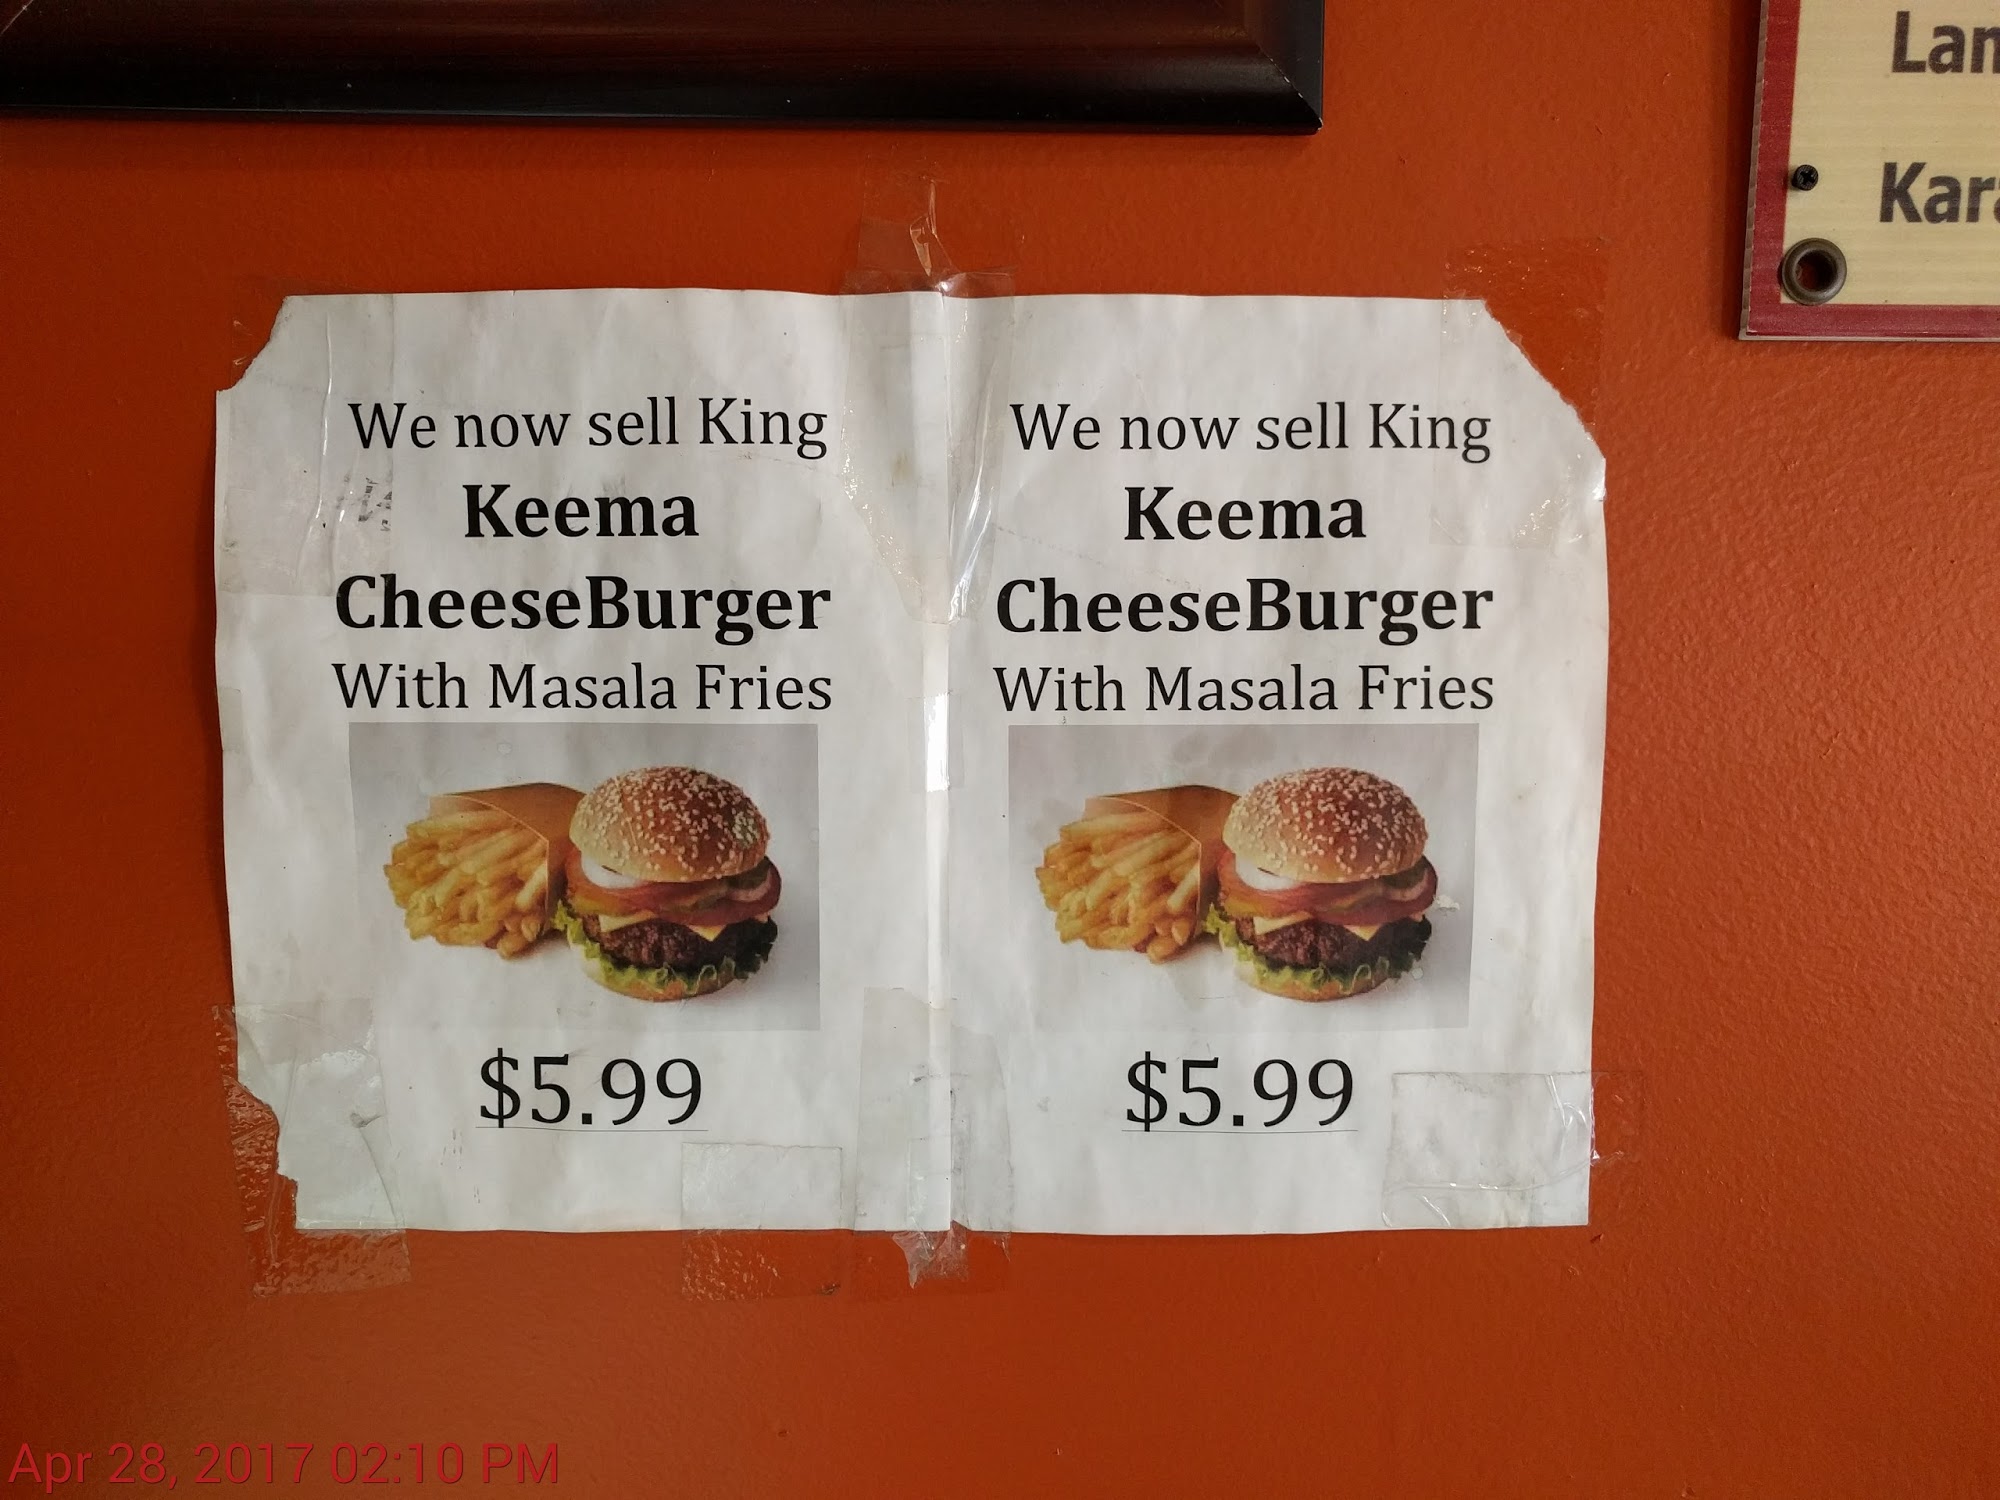 We now sell King
Keema
CheeseBurger
With Masala Fries
$5.99
We now sell King
Keema
CheeseBurger
With Masala Fries
$5.99
Apr 28, 2017 02:10 PM